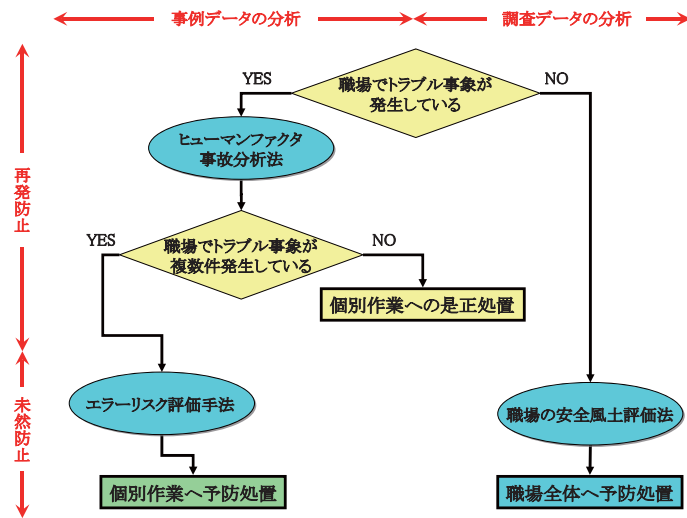 事例データの分析
調査データの分析
職場でトラブル事象が
発生している
YES
NO
ヒューマンファクタ
事故分析法
再発防止
職場でトラブル事象が
複数件発生している
YES
NO
個別作業への是正処置
未然防止
エラーリスク評価手法
職場の安全風土評価法
個別作業へ予防処置
職場全体へ予防処置